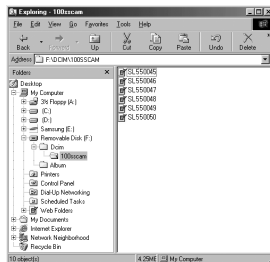 Exploring - 100sscam
File Edit View Go Favorites Tools Help
Back Forward Up Cut Copy Paste Undo Delete
Address F:\DCIM\100SSCAM
Folders
Desktop
My Computer
3½ Floppy (A:)
(C:)
(D:)
Samsung (E:)
Removable Disk (F:)
Dcim
100sscam
Album
Printers
Control Panel
Dial-Up Networking
Scheduled Tasks
Web Folders
My Documents
Internet Explorer
Network Neighborhood
Recycle Bin
SL550045
SL550046
SL550047
SL550048
SL550049
SL550050
10 object(s) 4.25MB My Computer